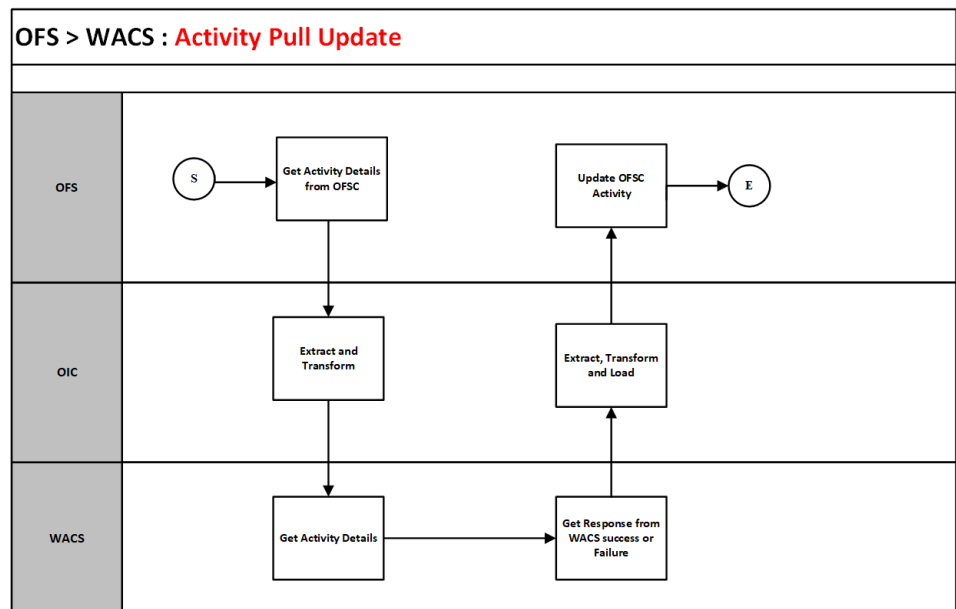 OFS > WACS : Activity Pull Update
OFS
S
Get Activity Details
from OFSC
Update OFSC
Activity
E
OIC
Extract and
Transform
Extract, Transform
and Load
WACS
Get Activity Details
Get Response from
WACS success or
Failure